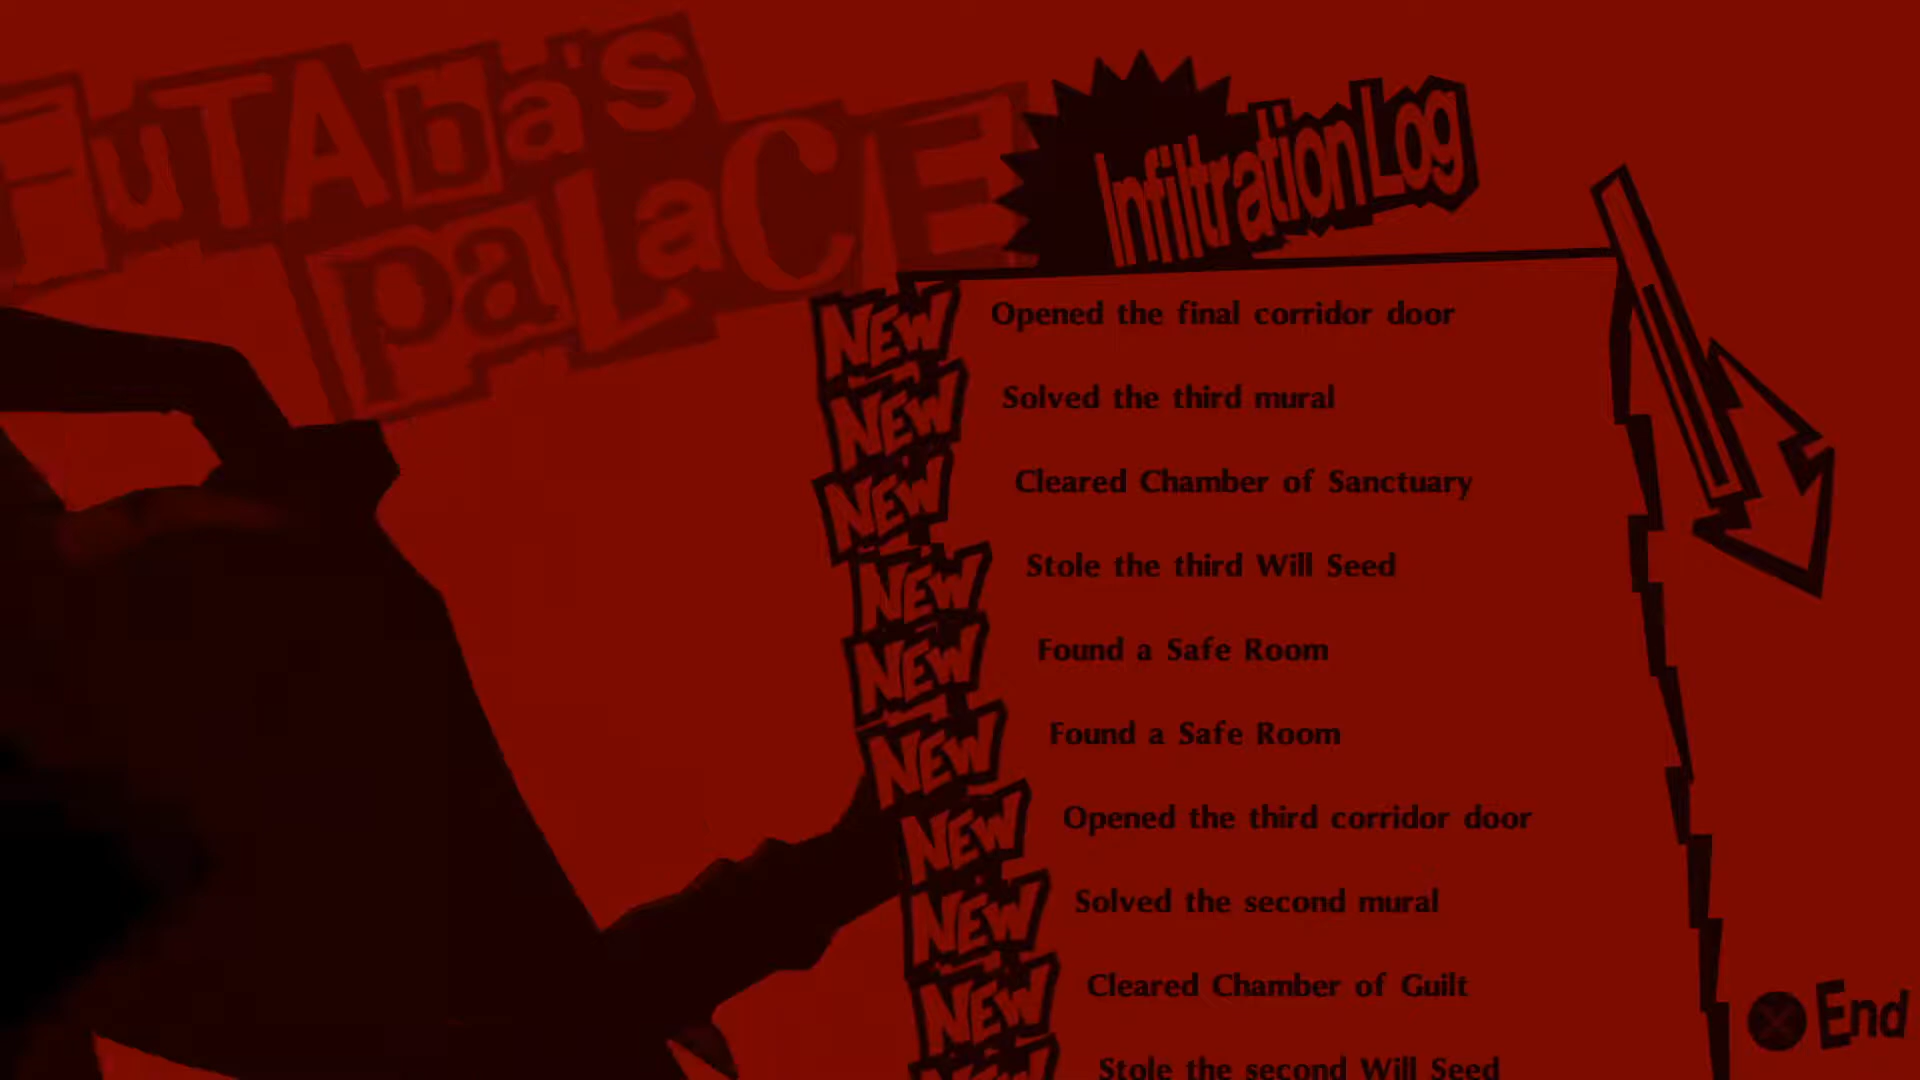 FuTAba's
paLaCE
Infiltration Log
NEW Opened the final corridor door
NEW Solved the third mural
NEW Cleared Chamber of Sanctuary
NEW Stole the third Will Seed
NEW Found a Safe Room
NEW Found a Safe Room
NEW Opened the third corridor door
NEW Solved the second mural
NEW Cleared Chamber of Guilt
NEW Stole the second Will Seed
End